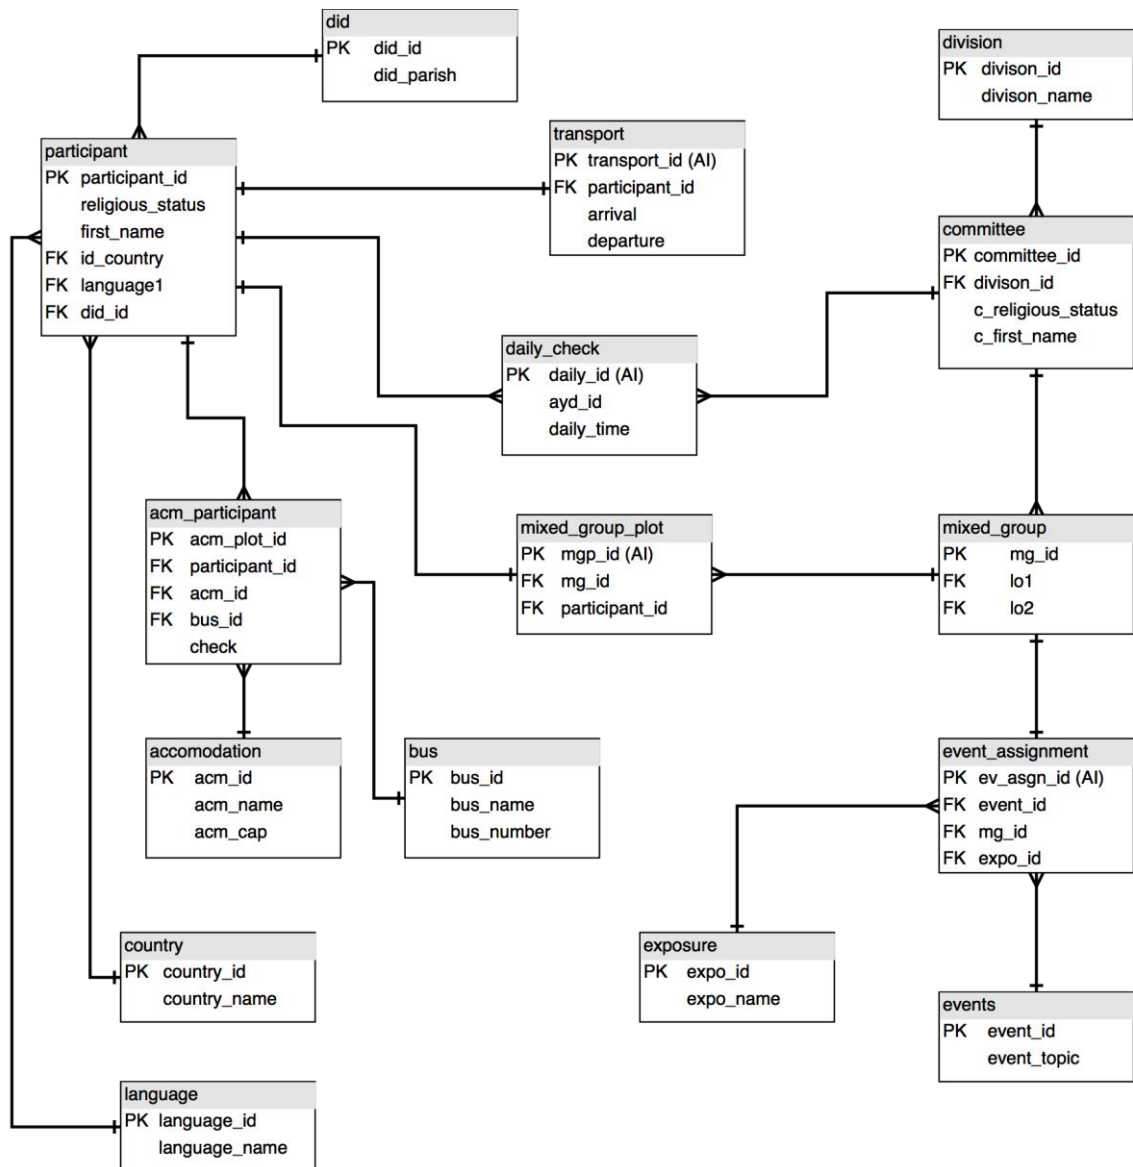 did
PK did_id
did_parish
division
PK divison_id
divison_name
participant
PK participant_id
religious_status
first_name
FK id_country
FK language1
FK did_id
transport
PK transport_id (AI)
FK participant_id
arrival
departure
committee
PK committee_id
FK divison_id
c_religious_status
c_first_name
daily_check
PK daily_id (AI)
ayd_id
daily_time
acm_participant
PK acm_plot_id
FK participant_id
FK acm_id
FK bus_id
check
mixed_group_plot
PK mgp_id (AI)
FK mg_id
FK participant_id
mixed_group
PK mg_id
FK lo1
FK lo2
accomodation
PK acm_id
acm_name
acm_cap
bus
PK bus_id
bus_name
bus_number
event_assignment
PK ev_asgn_id (AI)
FK event_id
FK mg_id
FK expo_id
country
PK country_id
country_name
exposure
PK expo_id
expo_name
events
PK event_id
event_topic
language
PK language_id
language_name